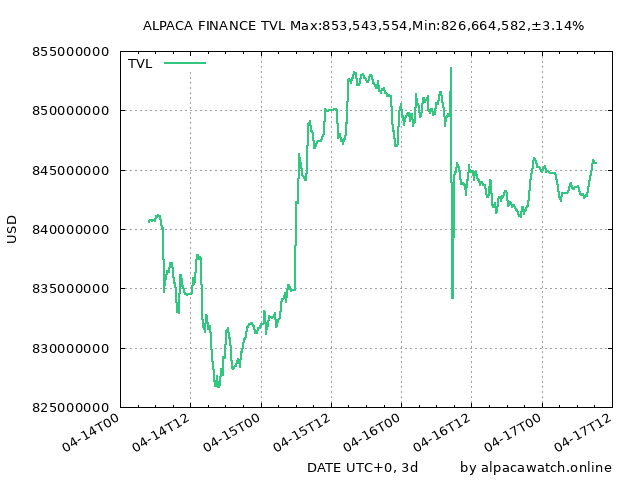 ALPACA FINANCE TVL Max:853,543,554,Min:826,664,582,±3.14%
TVL
855000000
850000000
845000000
840000000
835000000
830000000
825000000
USD
04-14T00
04-14T12
04-15T00
04-15T12
04-16T00
04-16T12
04-17T00
04-17T12
DATE UTC+0, 3d
by alpacawatch.online